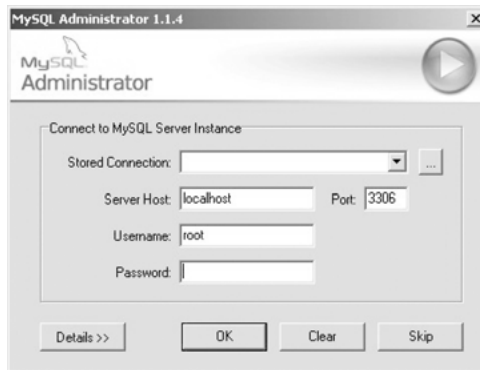 MySQL Administrator 1.1.4
MySQL
Administrator
Connect to MySQL Server Instance
Stored Connection:
...
Server Host: localhost Port: 3306
Username: root
Password:
Details >> OK Clear Skip